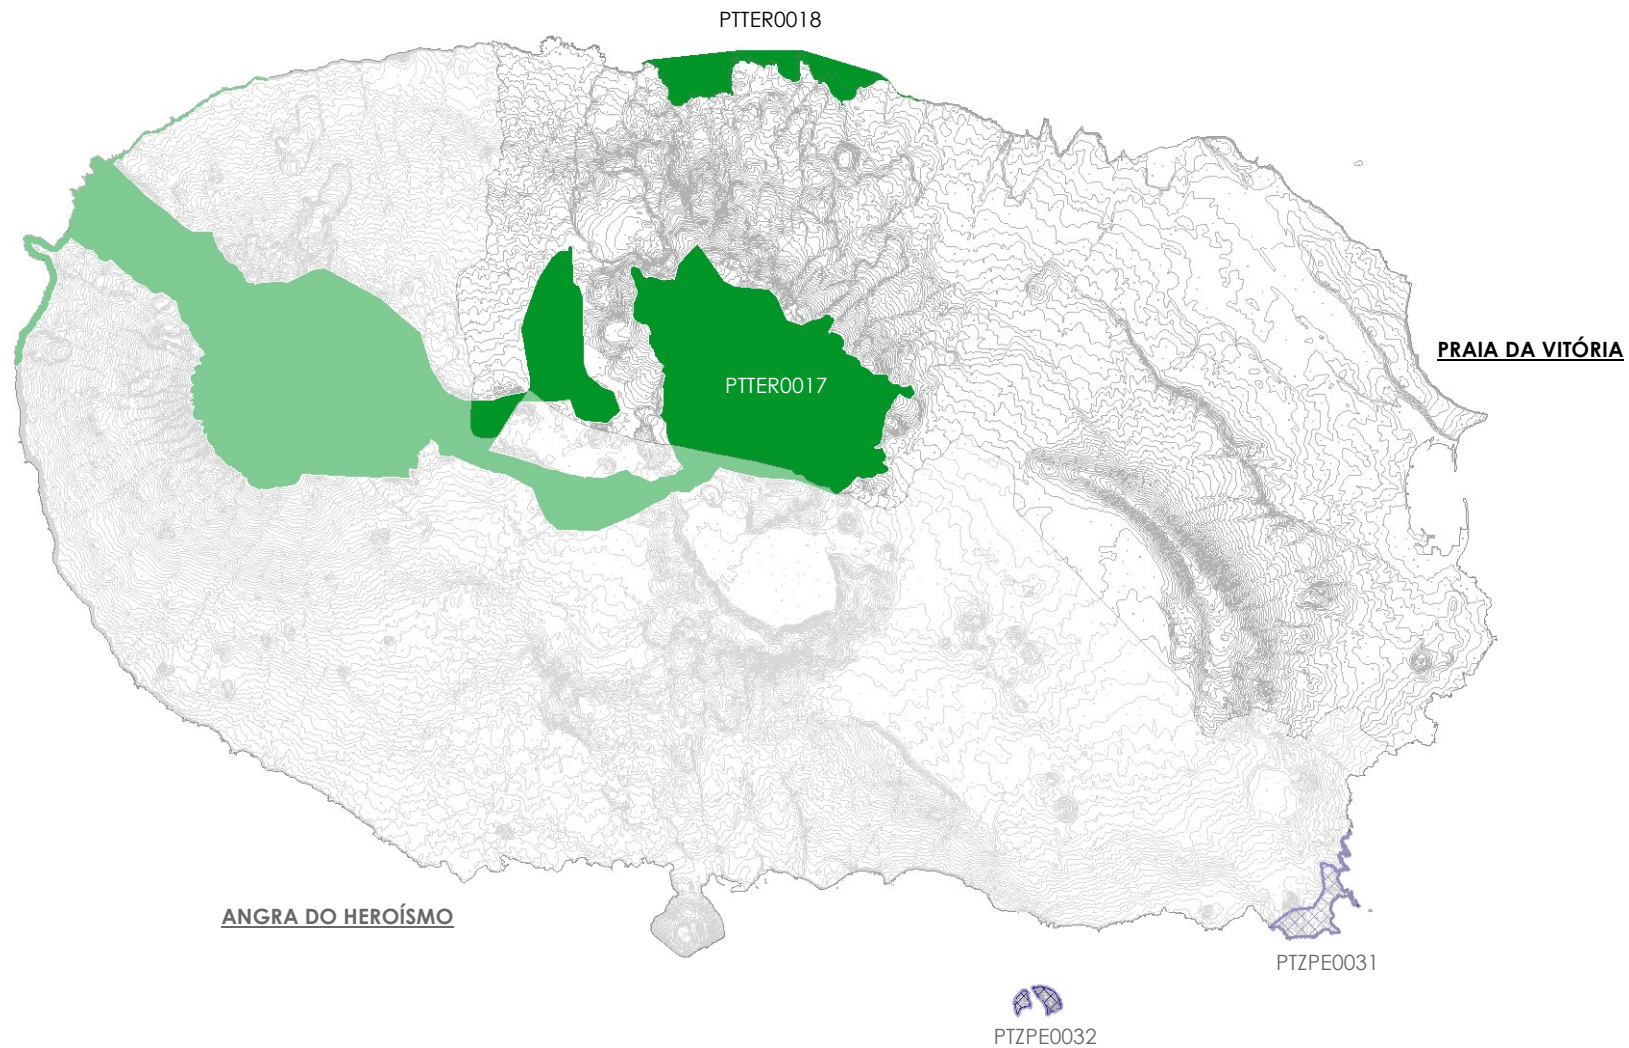 PTTER0018
PRAIA DA VITÓRIA
PTTER0017
ANGRA DO HEROÍSMO
PTZPE0031
PTZPE0032